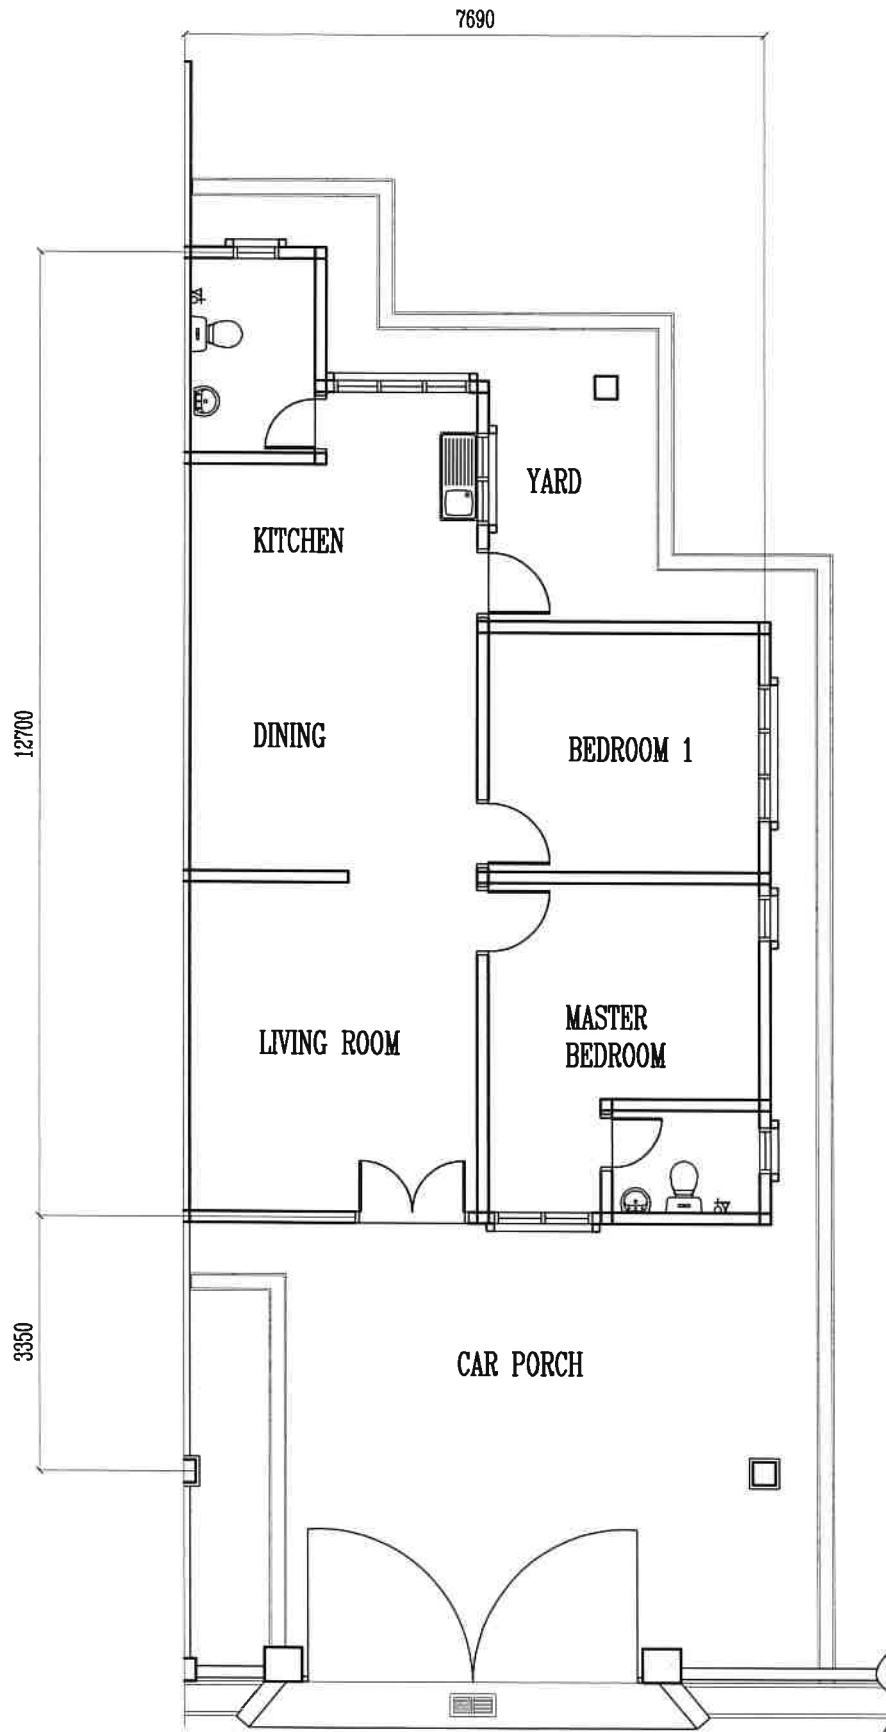 7690
YARD
KITCHEN
12700
DINING
BEDROOM 1
MASTER
BEDROOM
LIVING ROOM
3350
CAR PORCH